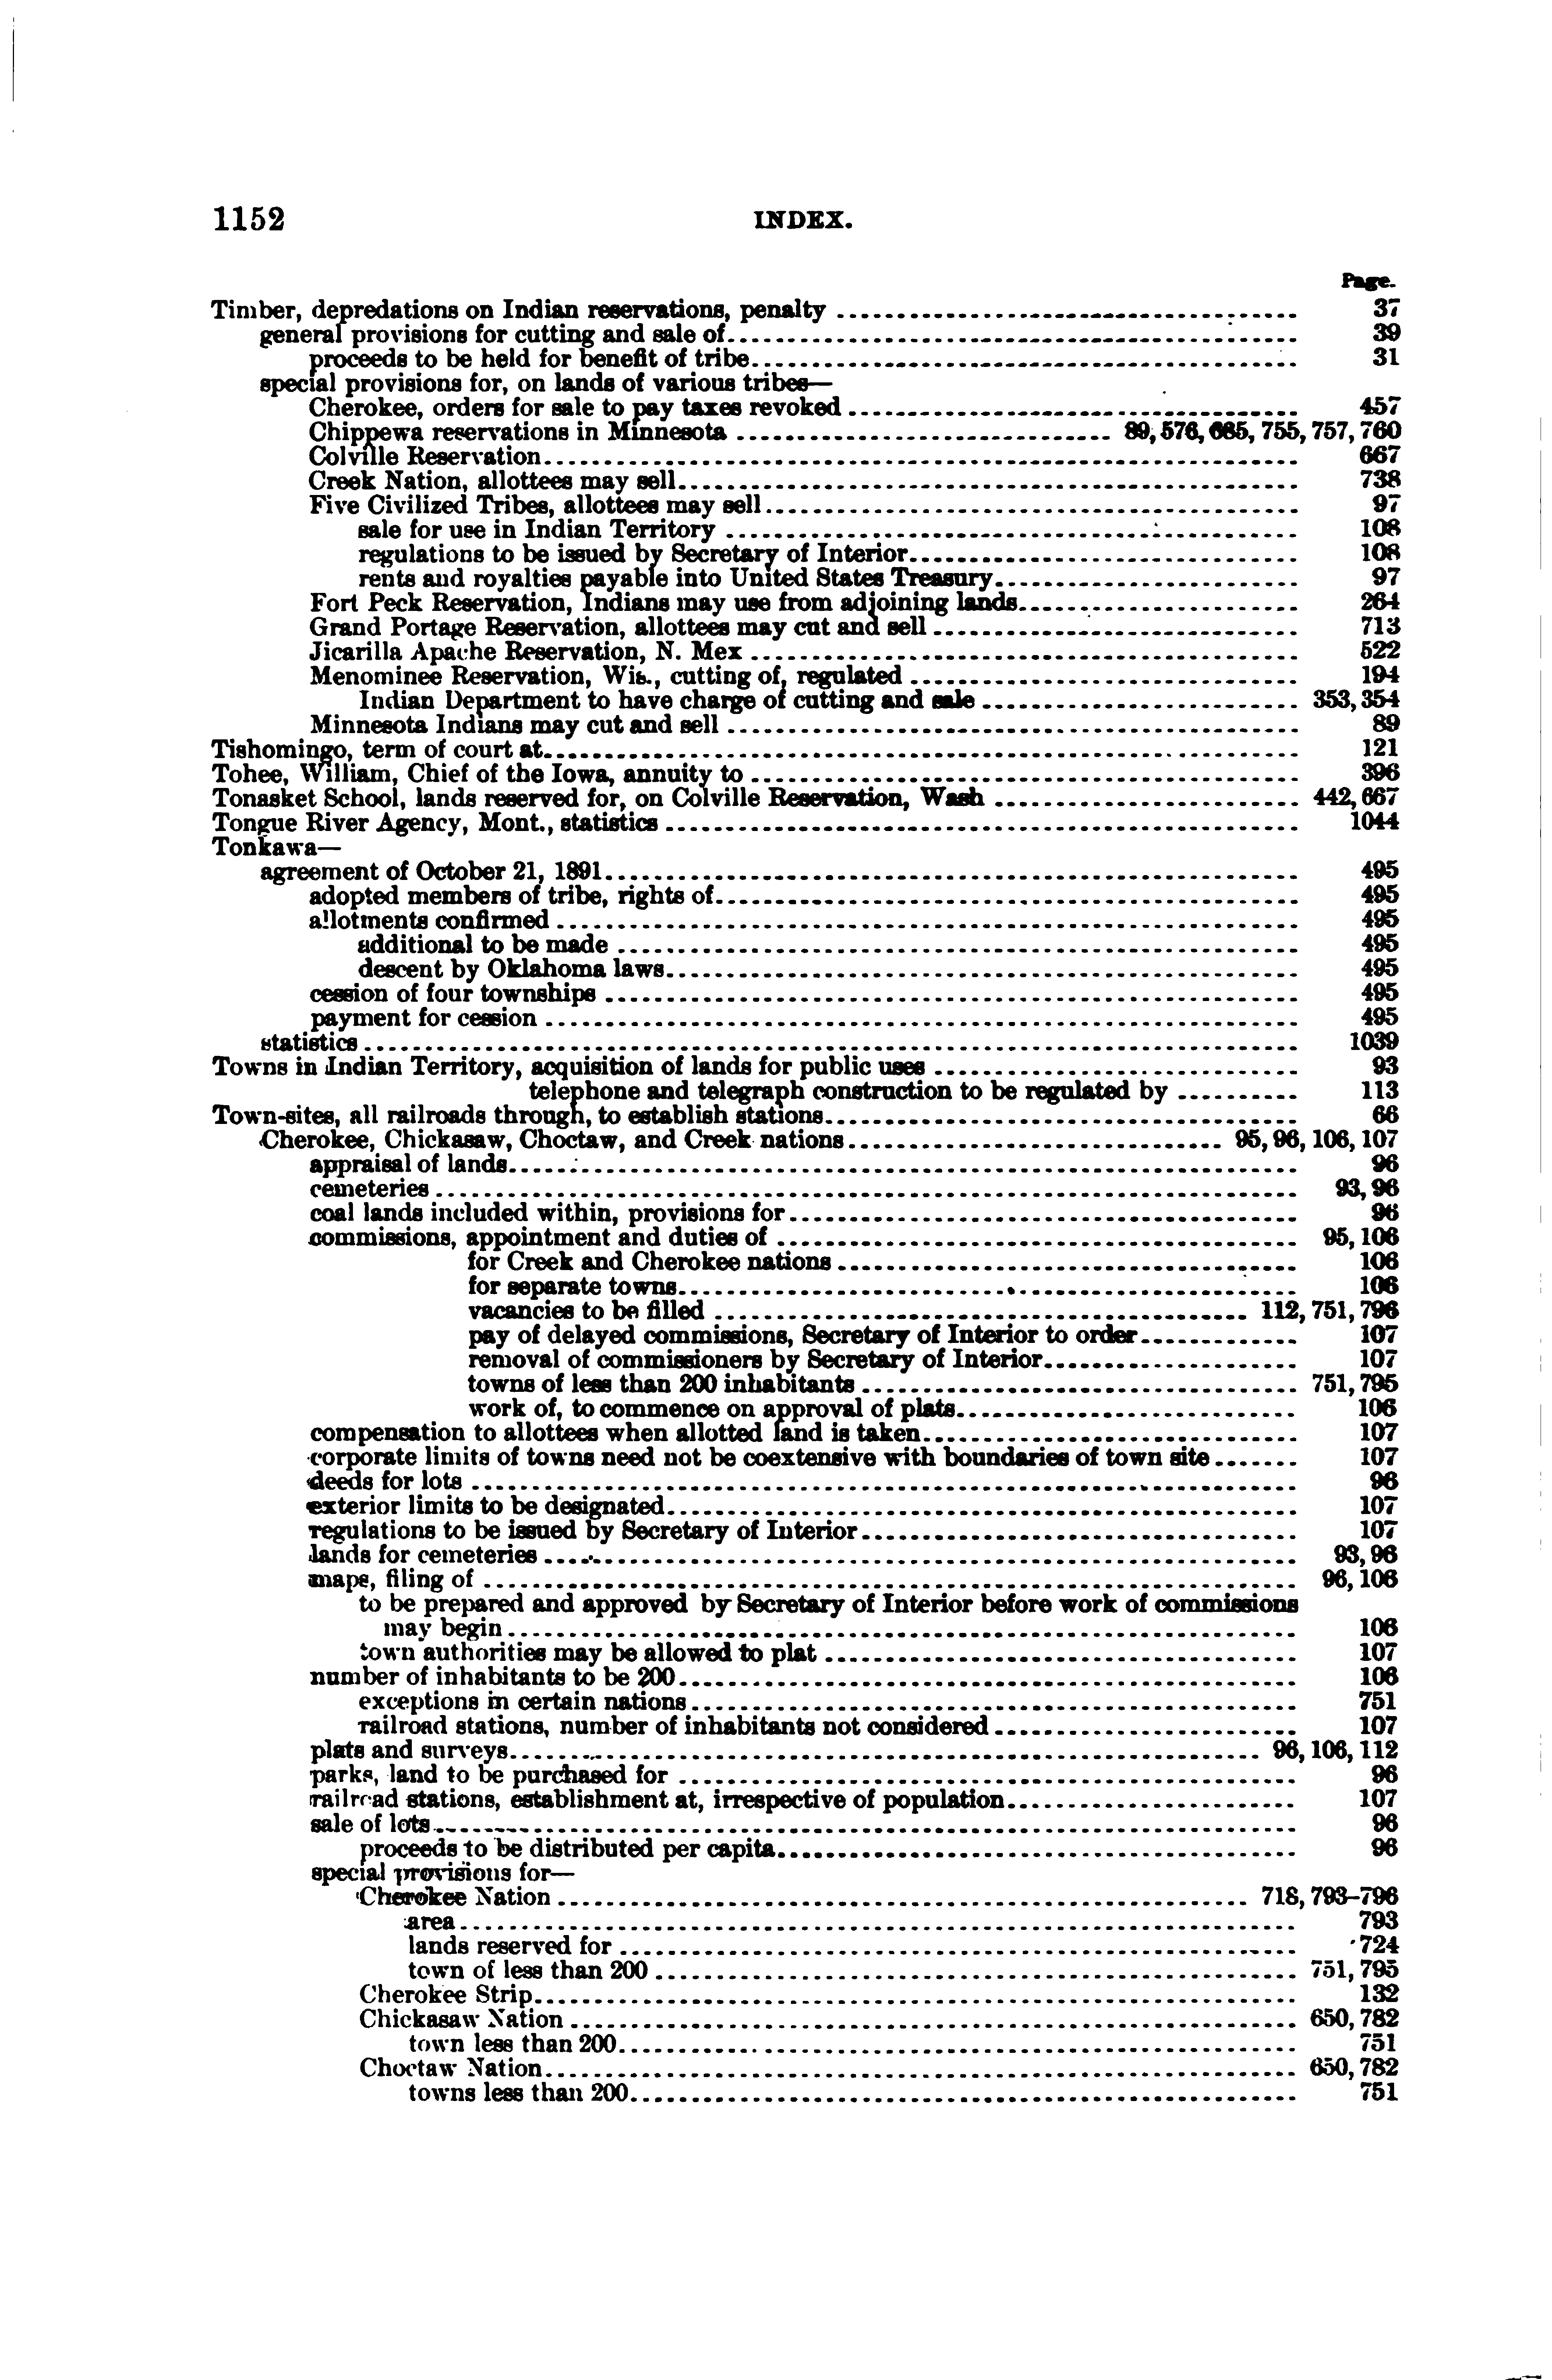 1152 INDEX.
Page.
Timber, depredations on Indian reservations, penalty 37
general provisions for cutting and sale of 39
proceeds to be held for benefit of tribe 31
special provisions for, on lands of various tribes—
Cherokee, orders for sale to pay taxes revoked 457
Chippewa reservations in Minnesota 89, 576, 685, 755, 757, 760
Colville Reservation 667
Creek Nation, allottees may sell 738
Five Civilized Tribes, allottees may sell 97
sale for use in Indian Territory 108
regulations to be issued by Secretary of Interior 108
rents and royalties payable into United States Treasury 97
Fort Peck Reservation, Indians may use from adjoining lands 264
Grand Portage Reservation, allottees may cut and sell 713
Jicarilla Apache Reservation, N. Mex 522
Menominee Reservation, Wis., cutting of, regulated 194
Indian Department to have charge of cutting and sale 353, 354
Minnesota Indians may cut and sell 89
Tishomingo, term of court at 121
Tohee, William, Chief of the Iowa, annuity to 396
Tonasket School, lands reserved for, on Colville Reservation, Wash 442, 667
Tongue River Agency, Mont., statistics 1044
Tonkawa—
agreement of October 21, 1891 495
adopted members of tribe, rights of 495
allotments confirmed 495
additional to be made 495
descent by Oklahoma laws 495
cession of four townships 495
payment for cession 495
statistics 1039
Towns in Indian Territory, acquisition of lands for public uses 93
telephone and telegraph construction to be regulated by 113
Town-sites, all railroads through, to establish stations 66
Cherokee, Chickasaw, Choctaw, and Creek nations 95, 96, 106, 107
appraisal of lands 96
cemeteries 93, 96
coal lands included within, provisions for 96
commissions, appointment and duties of 95, 106
for Creek and Cherokee nations 106
for separate towns 106
vacancies to be filled 112, 751, 796
pay of delayed commissions, Secretary of Interior to order 107
removal of commissioners by Secretary of Interior 107
towns of less than 200 inhabitants 751, 795
work of, to commence on approval of plats 106
compensation to allottees when allotted land is taken 107
corporate limits of towns need not be coextensive with boundaries of town site 107
deeds for lots 96
exterior limits to be designated 107
regulations to be issued by Secretary of Interior 107
lands for cemeteries 93, 96
maps, filing of 96, 106
to be prepared and approved by Secretary of Interior before work of commissions
may begin 106
town authorities may be allowed to plat 107
number of inhabitants to be 200 106
exceptions in certain nations 751
railroad stations, number of inhabitants not considered 107
plats and surveys 96, 106, 112
parks, land to be purchased for 96
railroad stations, establishment at, irrespective of population 107
sale of lots 96
proceeds to be distributed per capita 96
special provisions for—
Cherokee Nation 718, 793–796
area 793
lands reserved for 724
town of less than 200 751, 795
Cherokee Strip 132
Chickasaw Nation 650, 782
town less than 200 751
Choctaw Nation 650, 782
towns less than 200 751